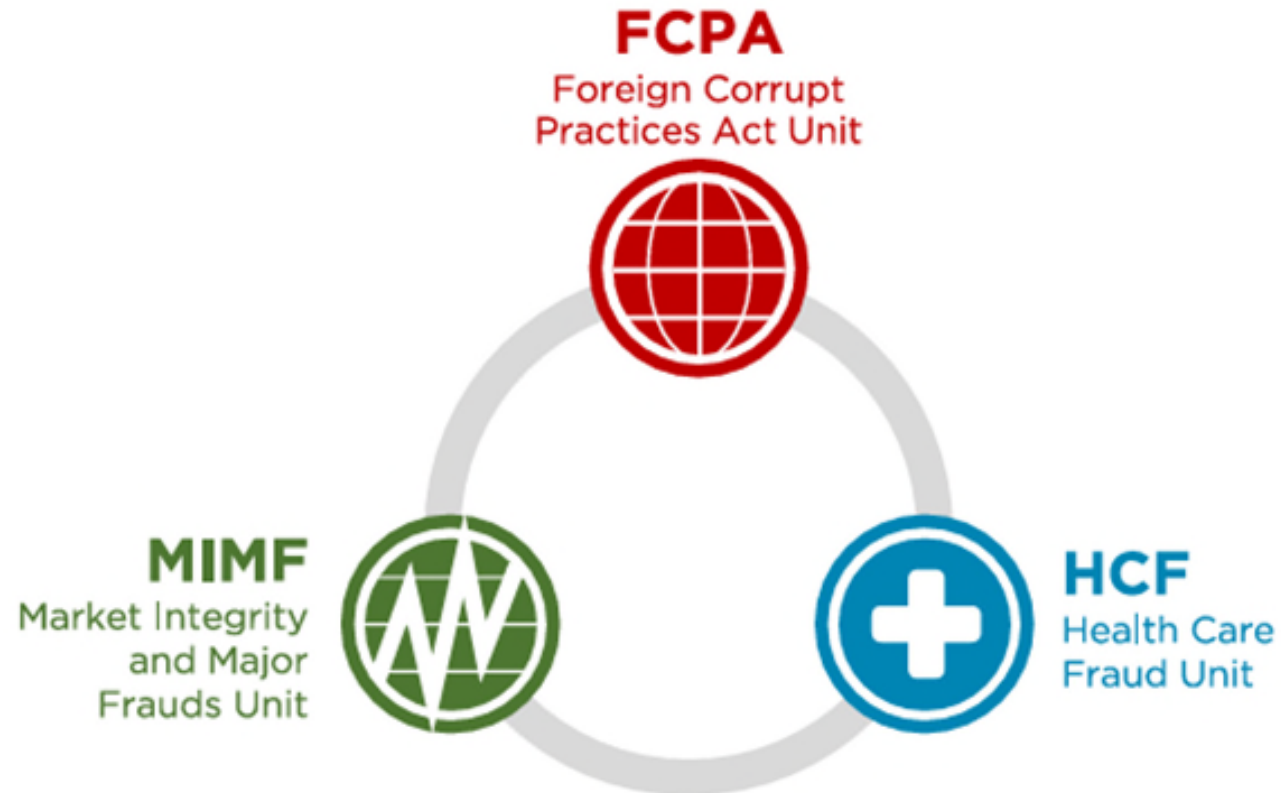 FCPA
Foreign Corrupt
Practices Act Unit
MIMF
Market Integrity
and Major
Frauds Unit
HCF
Health Care
Fraud Unit